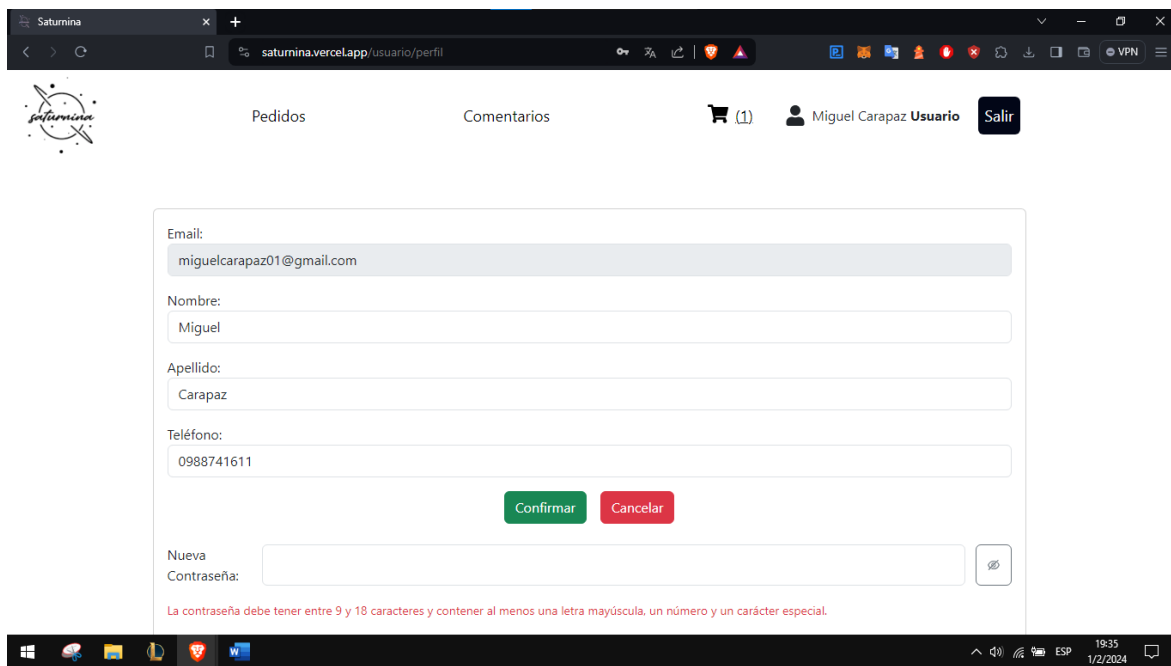 Saturnina
saturnina.vercel.app/usuario/perfil
VPN
saturnina
Pedidos
Comentarios
(1)
Miguel Carapaz Usuario
Salir
Email:
miguelcarapaz01@gmail.com
Nombre:
Miguel
Apellido:
Carapaz
Teléfono:
0988741611
Confirmar
Cancelar
Nueva
Contraseña:
La contraseña debe tener entre 9 y 18 caracteres y contener al menos una letra mayúscula, un número y un carácter especial.
ESP
19:35
1/2/2024